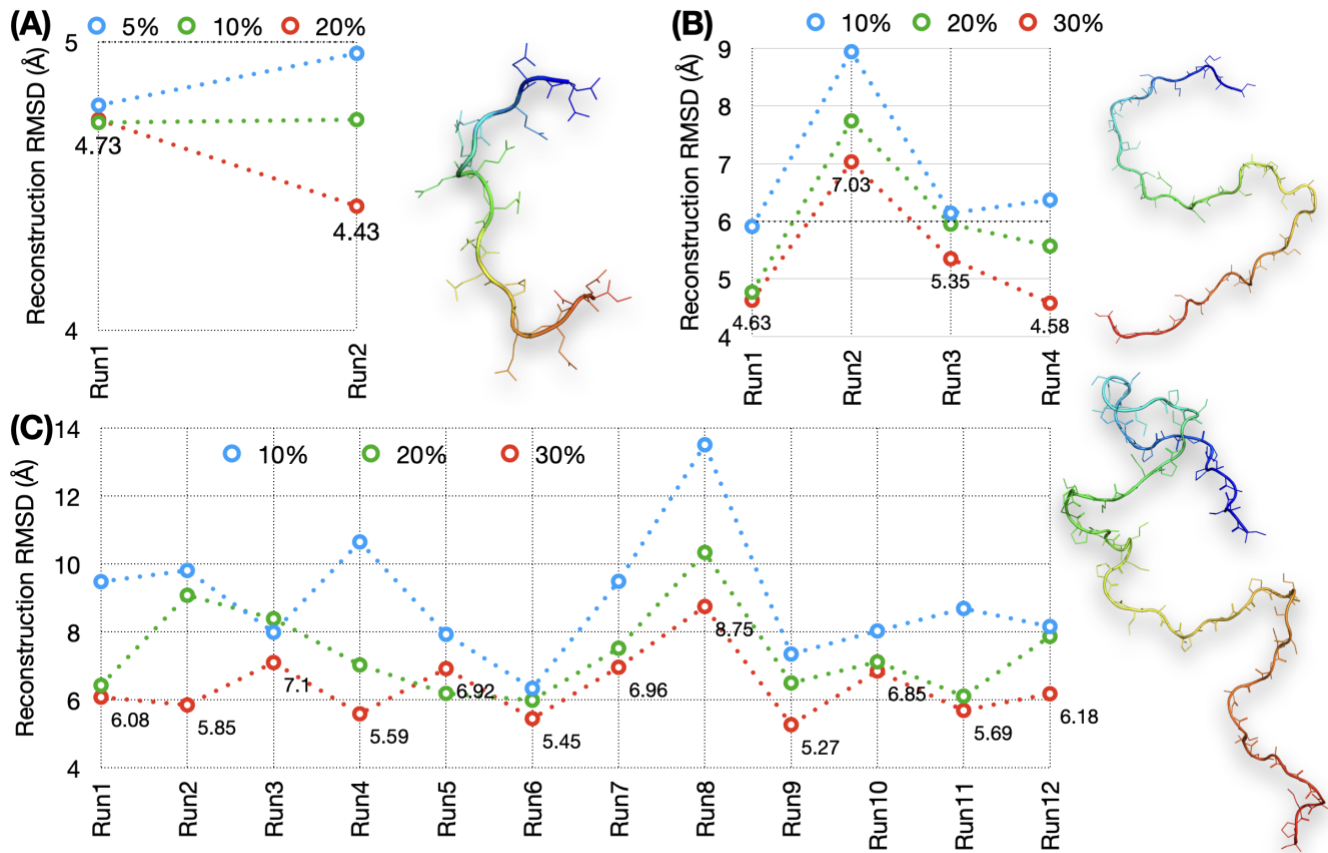 (A)
5% 10% 20%
Reconstruction RMSD (Å)
5
4
4.73
4.43
Run1
Run2
(B)
10% 20% 30%
Reconstruction RMSD (Å)
9
8
7
6
5
4
4.63
7.03
5.35
4.58
Run1
Run2
Run3
Run4
(C)
10% 20% 30%
Reconstruction RMSD (Å)
14
12
10
8
6
4
6.08
5.85
7.1
5.59
6.92
5.45
6.96
8.75
5.27
6.85
5.69
6.18
Run1
Run2
Run3
Run4
Run5
Run6
Run7
Run8
Run9
Run10
Run11
Run12